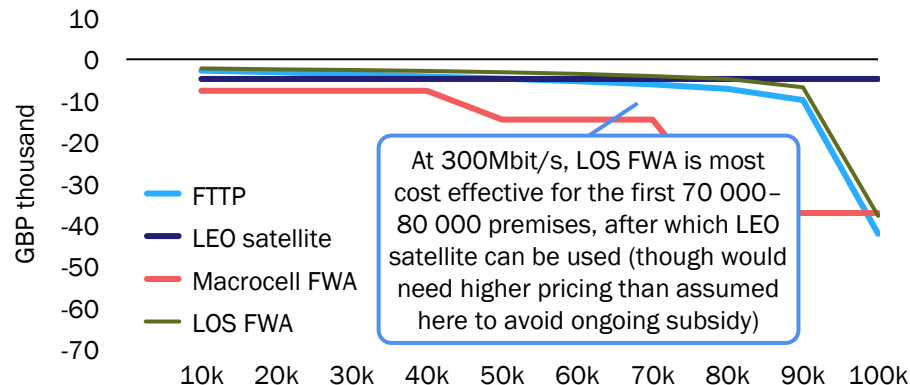 10
0
-10
-20
-30
-40
-50
-60
-70
GBP thousand
FTTP
LEO satellite
Macrocell FWA
LOS FWA
At 300Mbit/s, LOS FWA is most
cost effective for the first 70 000–
80 000 premises, after which LEO
satellite can be used (though would
need higher pricing than assumed
here to avoid ongoing subsidy)
10k 20k 30k 40k 50k 60k 70k 80k 90k 100k